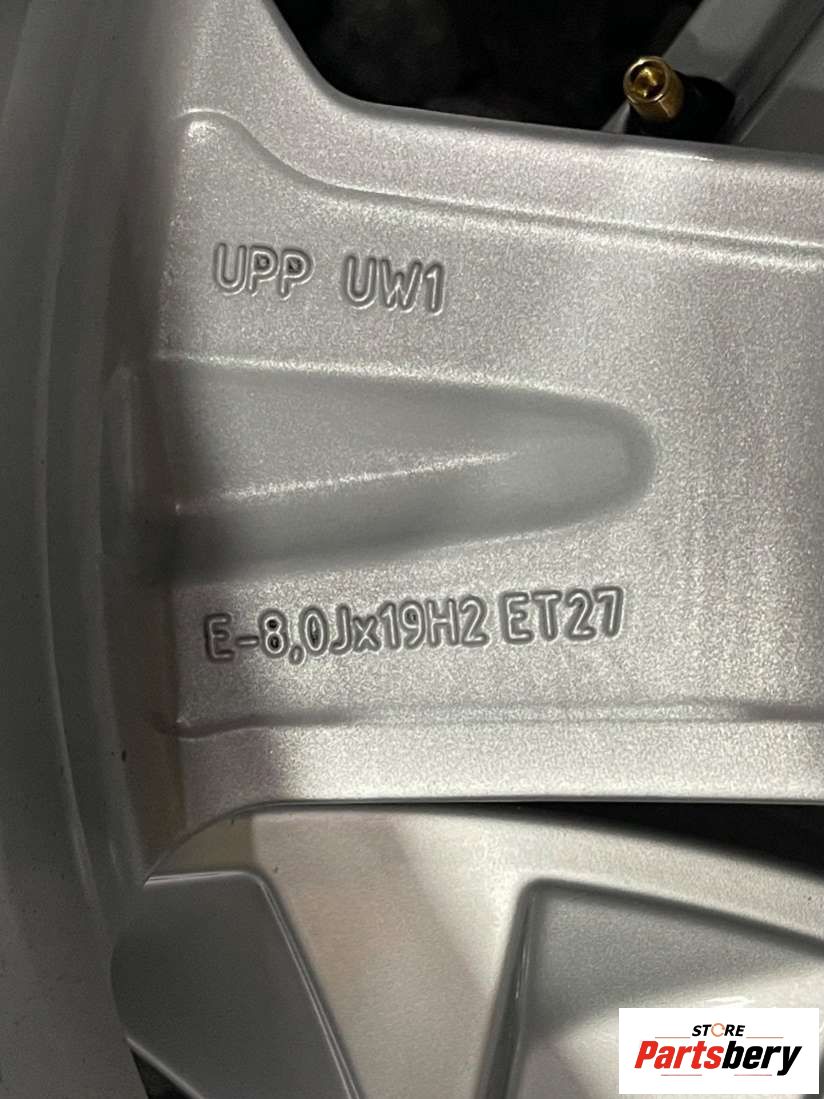 UPP UW1
E-8,0Jx19H2 ET27
STORE
Partsbery